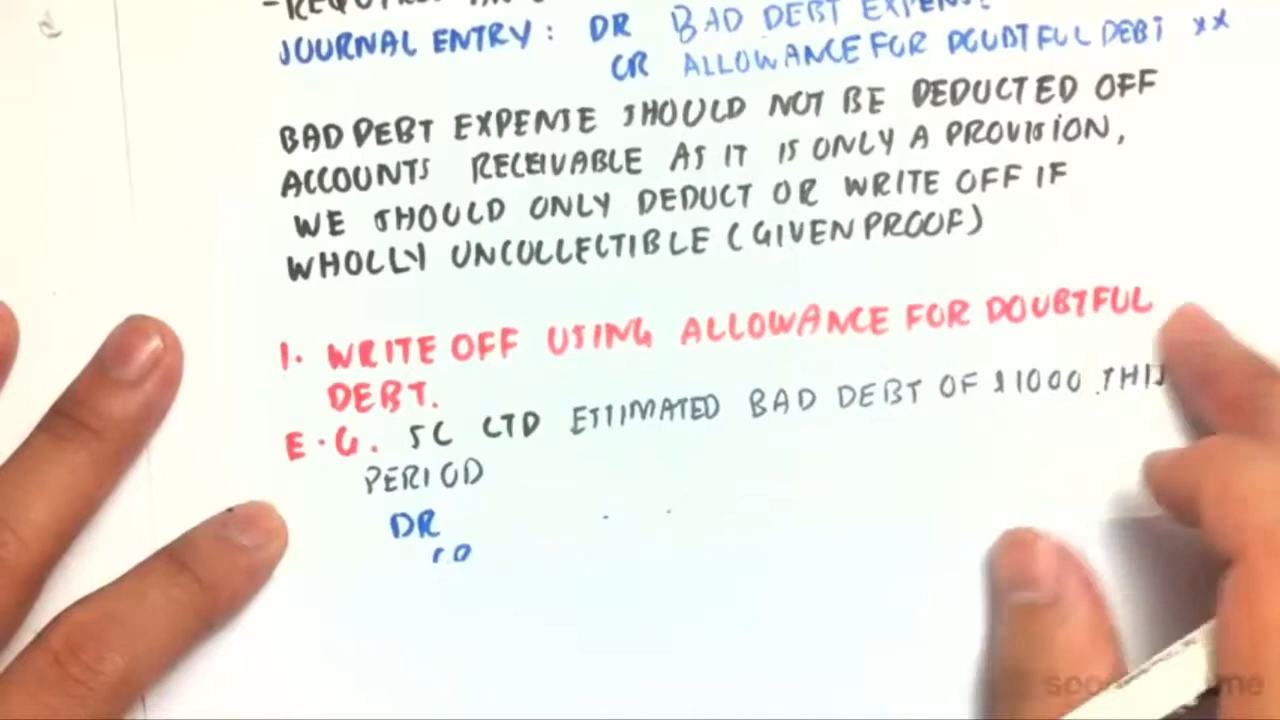 JOURNAL ENTRY: DR BAD DEBT EXPENSE
CR ALLOWANCE FOR DOUBTFUL DEBT **
BAD DEBT EXPENSE SHOULD NOT BE DEDUCTED OFF
ACCOUNTS RECEIVABLE AS IT IS ONLY A PROVISION,
WE SHOULD ONLY DEDUCT OR WRITE OFF IF
WHOLLY UNCOLLECTIBLE (GIVEN PROOF)
1. WRITE OFF USING ALLOWANCE FOR DOUBTFUL
DEBT.
E.G. SC LTD ESTIMATED BAD DEBT OF $1000 THIS
PERIOD
DR